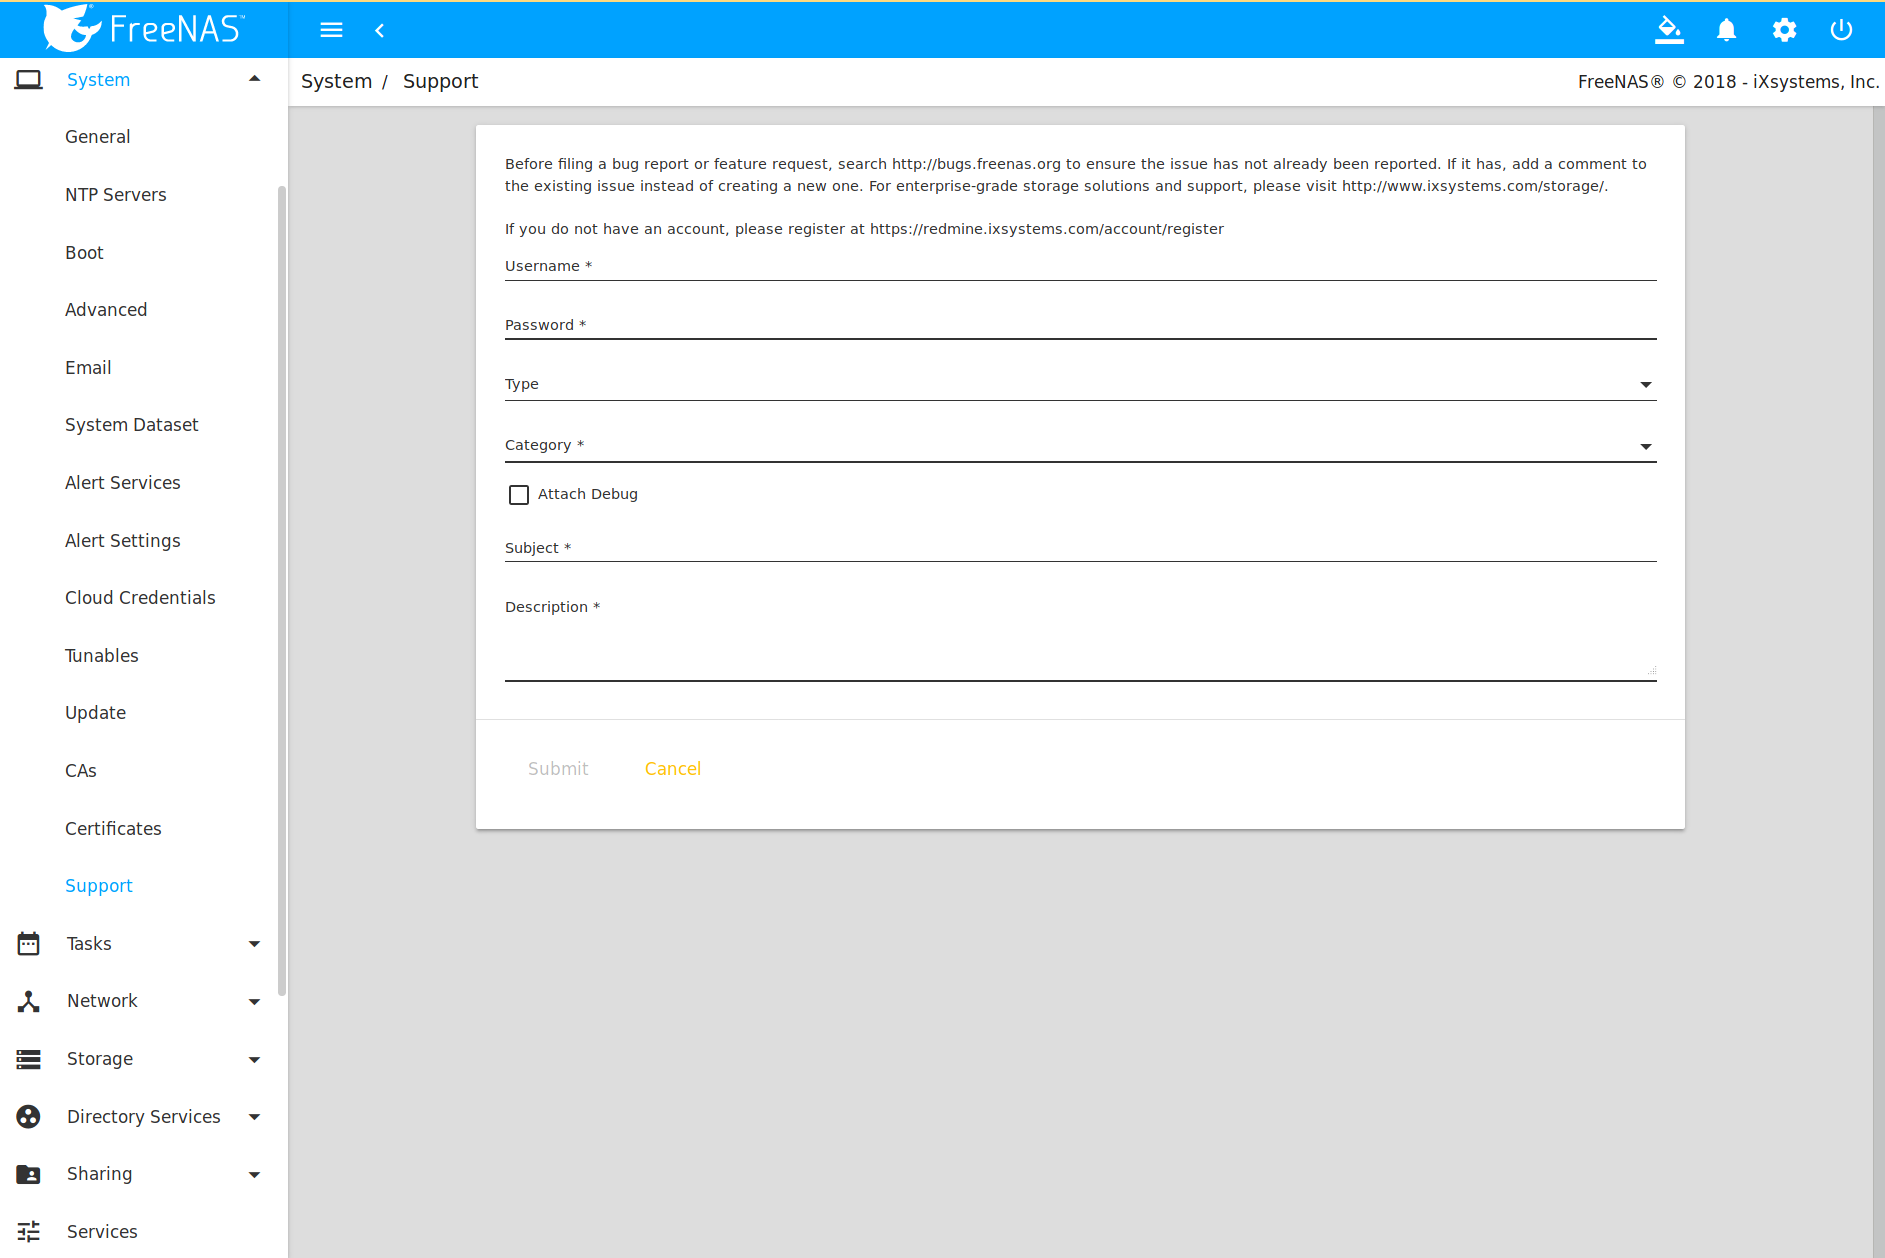 FreeNAS™
System
General
NTP Servers
Boot
Advanced
Email
System Dataset
Alert Services
Alert Settings
Cloud Credentials
Tunables
Update
CAs
Certificates
Support
Tasks
Network
Storage
Directory Services
Sharing
Services
System / Support
FreeNAS® © 2018 - iXsystems, Inc.
Before filing a bug report or feature request, search http://bugs.freenas.org to ensure the issue has not already been reported. If it has, add a comment to
the existing issue instead of creating a new one. For enterprise-grade storage solutions and support, please visit http://www.ixsystems.com/storage/.
If you do not have an account, please register at https://redmine.ixsystems.com/account/register
Username *
Password *
Type
Category *
Attach Debug
Subject *
Description *
Submit
Cancel